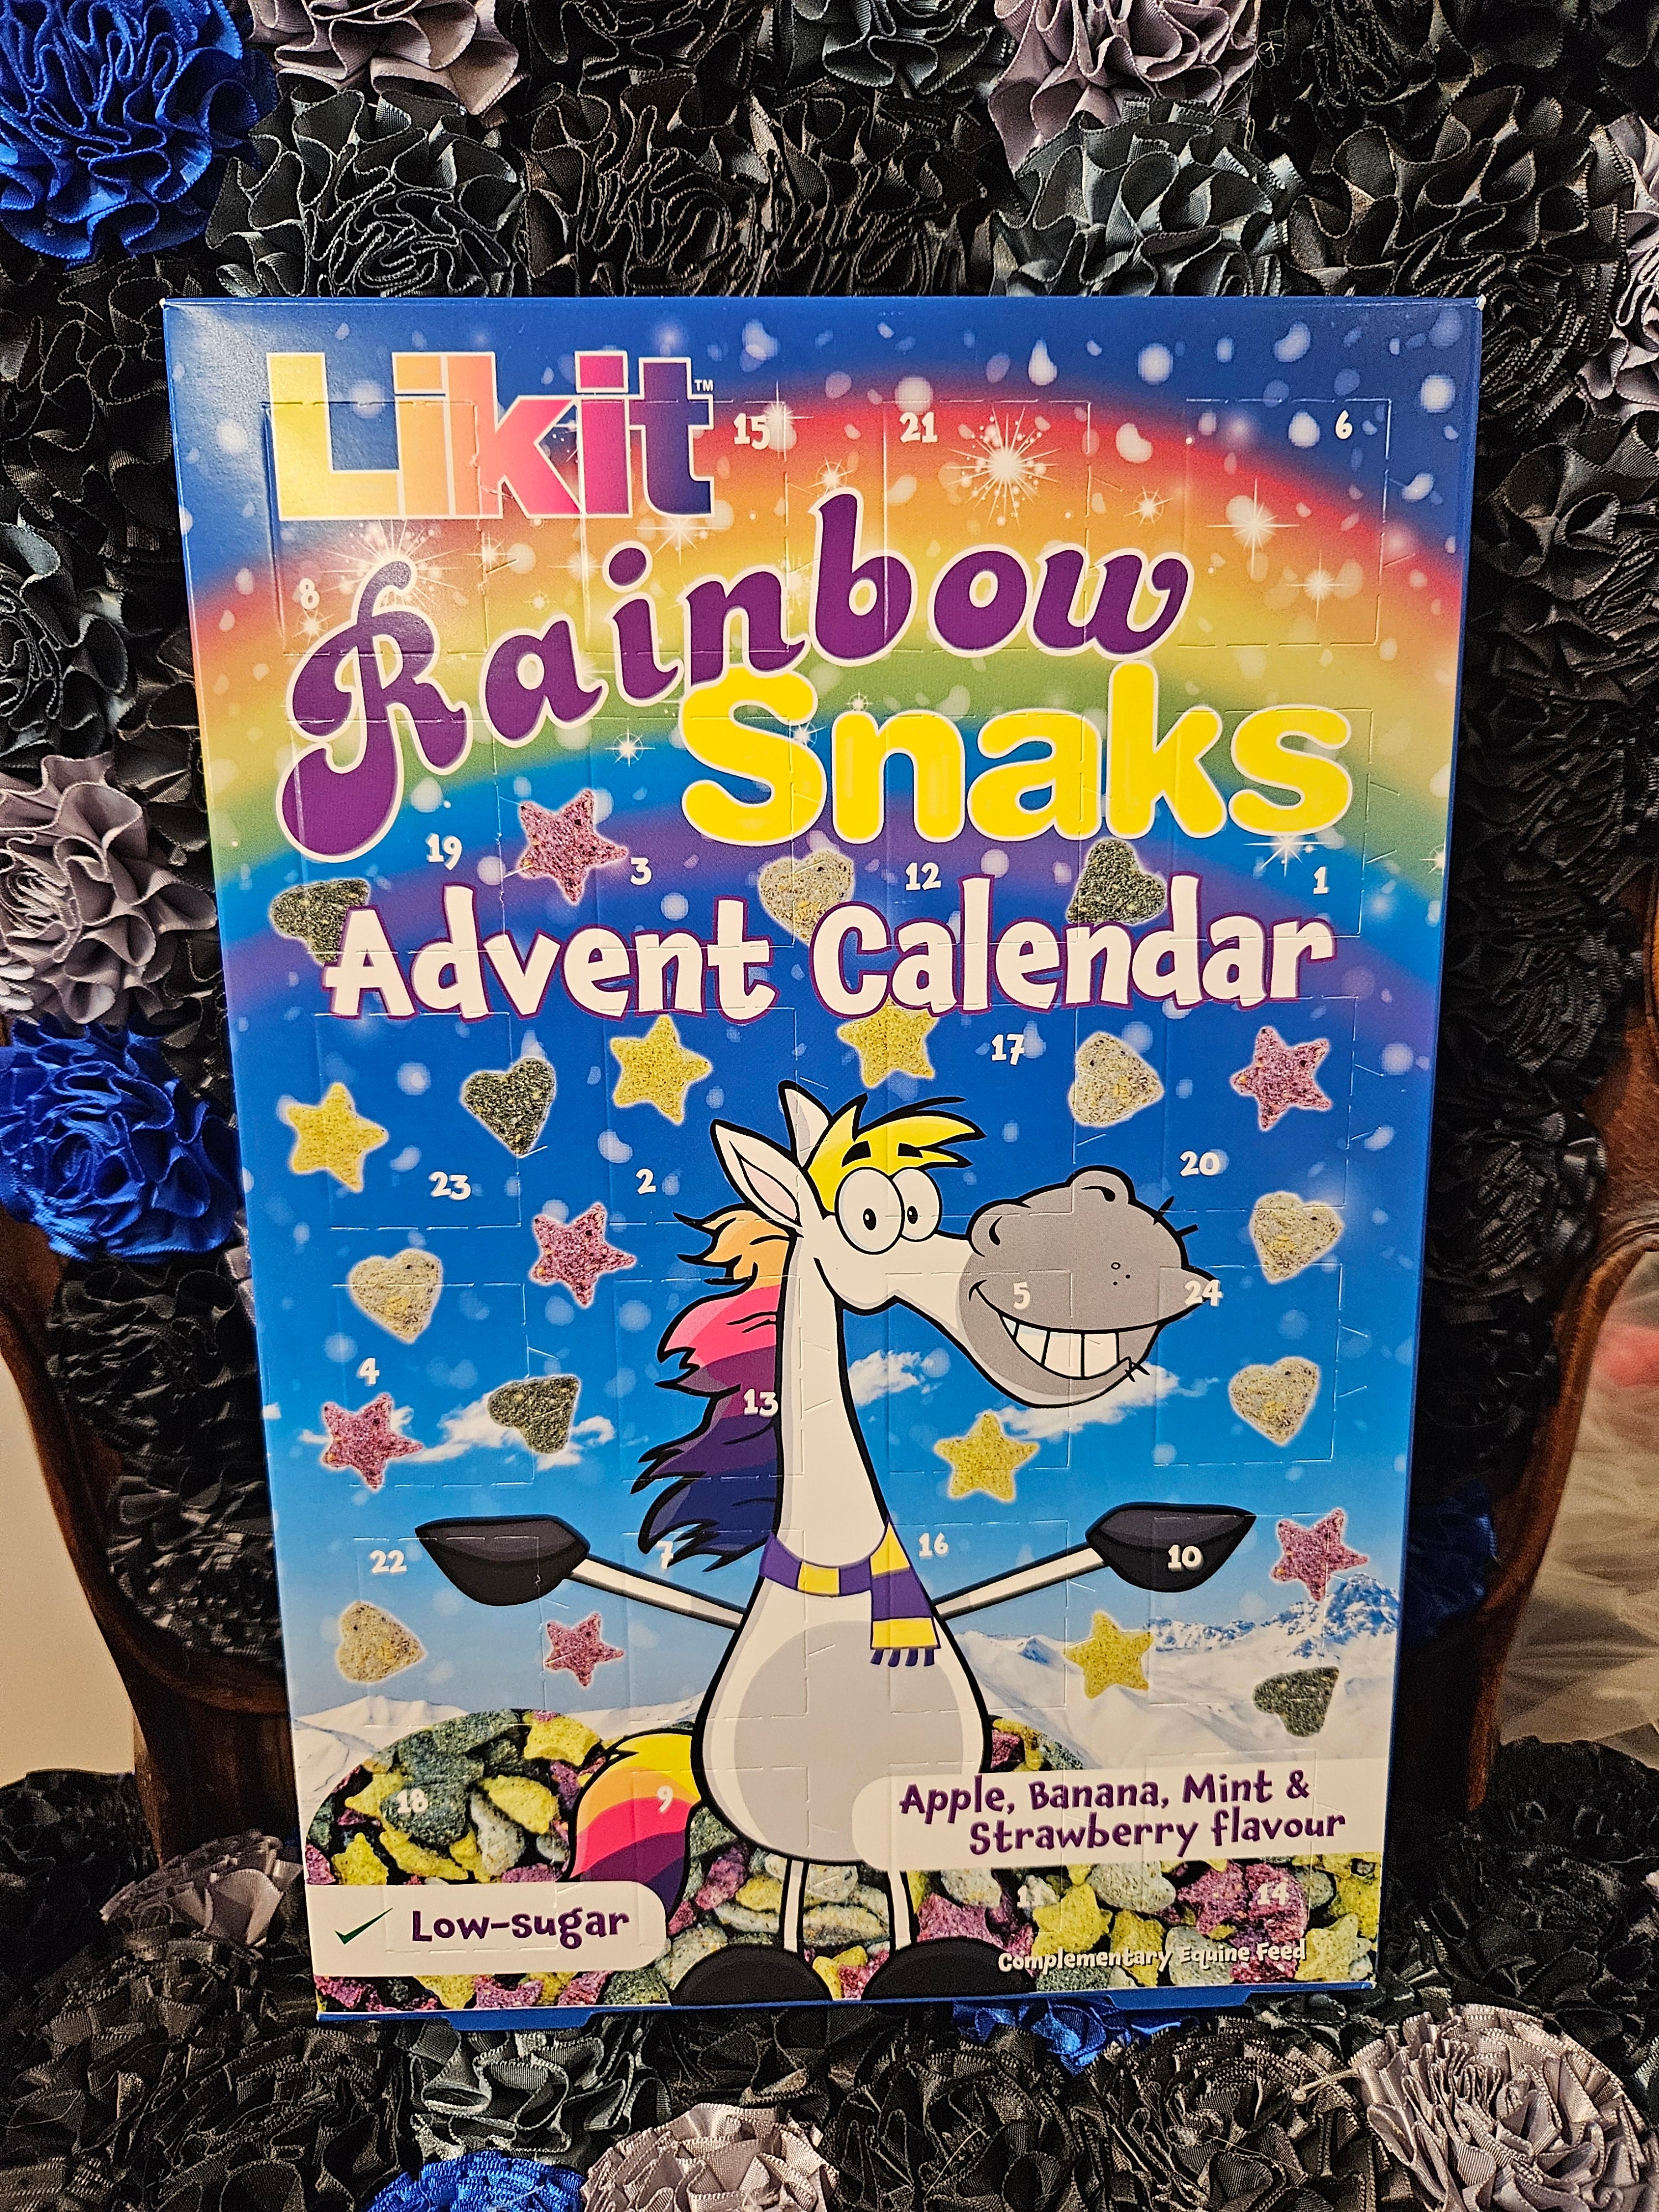 Likit™
15 21 6
8
Rainbow
Snaks
19 3 12 1
Advent Calendar
17
23 2 20
5 24
4
13
22 7 16 10
Apple, Banana, Mint &
Strawberry flavour
18 9
11 14
✓ Low-sugar
Complementary Equine Feed